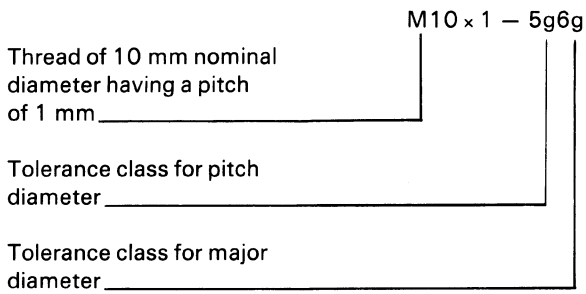 M10 × 1 – 5g6g
Thread of 10 mm nominal
diameter having a pitch
of 1 mm
Tolerance class for pitch
diameter
Tolerance class for major
diameter